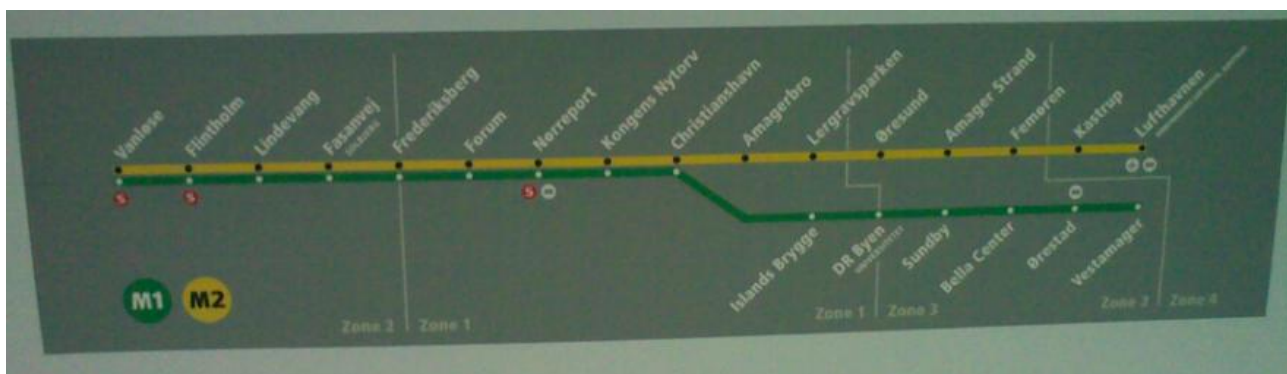 Vanløse
Flintholm
Lindevang
Fasanvej
Frederiksberg
Forum
Nørreport
Kongens Nytorv
Christianshavn
Amagerbro
Lergravsparken
Øresund
Amager Strand
Femøren
Kastrup
Lufthavnen
S
S
S
Islands Brygge
DR Byen
Sundby
Bella Center
Ørestad
Vestamager
M1 M2
Zone 2 Zone 1
Zone 1 Zone 3
Zone 3 Zone 4